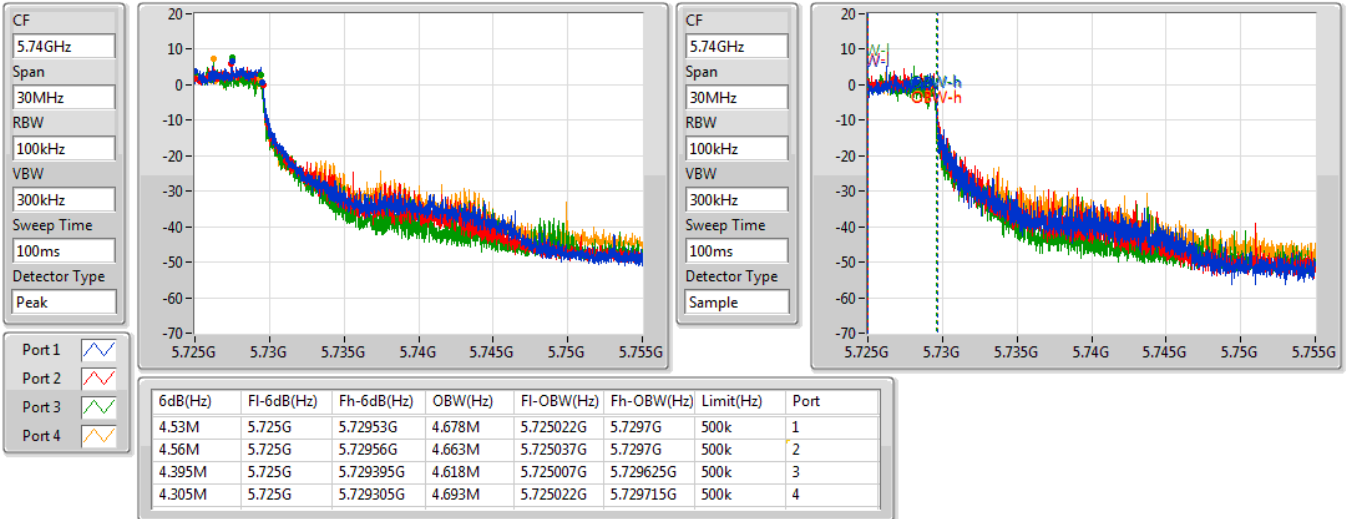 CF
5.74GHz
Span
30MHz
RBW
100kHz
VBW
300kHz
Sweep Time
100ms
Detector Type
Peak
20
10
0
-10
-20
-30
-40
-50
-60
-70
5.725G 5.73G 5.735G 5.74G 5.745G 5.75G 5.755G
CF
5.74GHz
Span
30MHz
RBW
100kHz
VBW
300kHz
Sweep Time
100ms
Detector Type
Sample
20
10
0
-10
-20
-30
-40
-50
-60
-70
W-l
W-l
W-h
OBW-h
5.725G 5.73G 5.735G 5.74G 5.745G 5.75G 5.755G
Port 1
Port 2
Port 3
Port 4
6dB(Hz) Fl-6dB(Hz) Fh-6dB(Hz) OBW(Hz) Fl-OBW(Hz) Fh-OBW(Hz) Limit(Hz) Port
4.53M 5.725G 5.72953G 4.678M 5.725022G 5.7297G 500k 1
4.56M 5.725G 5.72956G 4.663M 5.725037G 5.7297G 500k 2
4.395M 5.725G 5.729395G 4.618M 5.725007G 5.729625G 500k 3
4.305M 5.725G 5.729305G 4.693M 5.725022G 5.729715G 500k 4